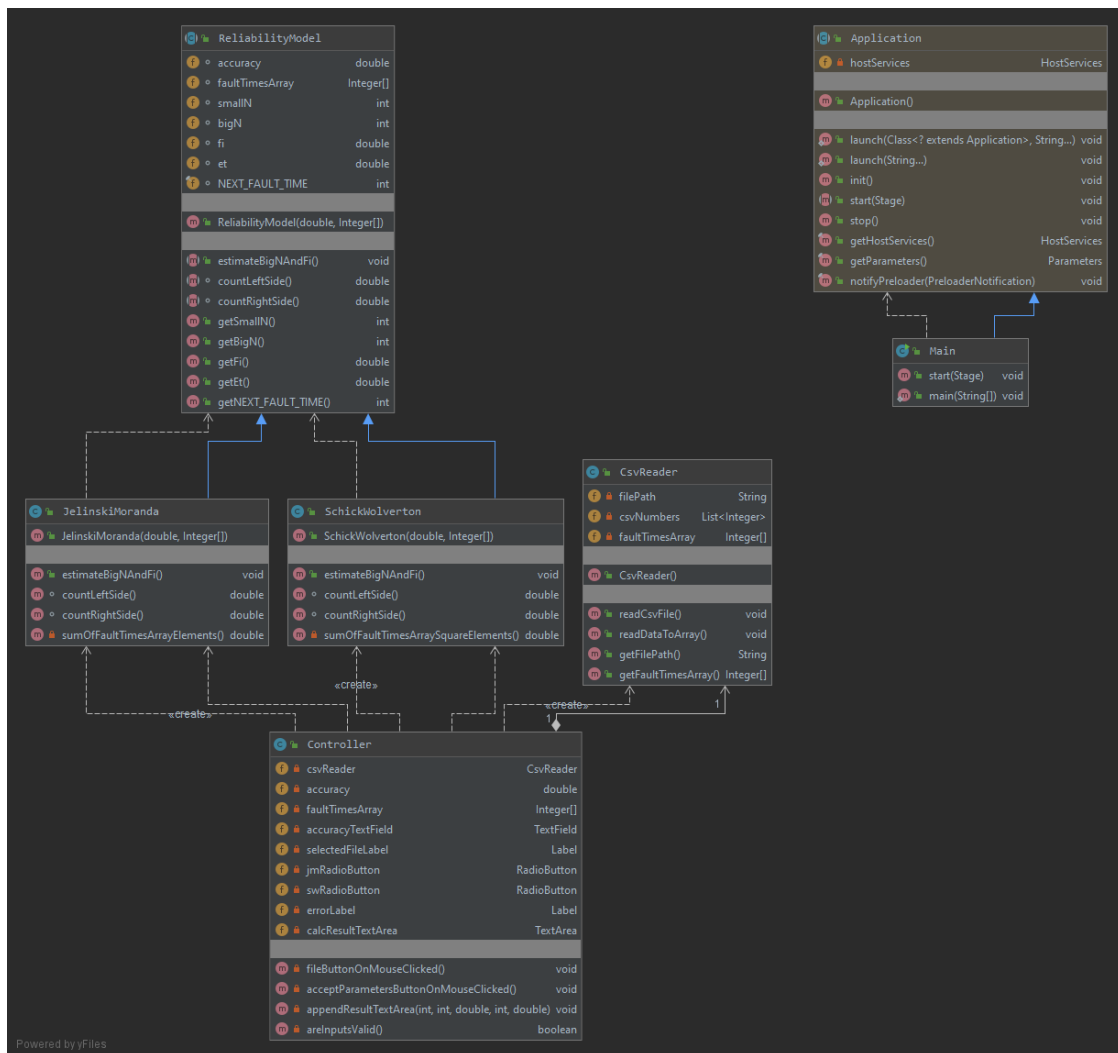 ReliabilityModel
accuracy double
faultTimesArray Integer[]
smallN int
bigN int
fi double
et double
NEXT_FAULT_TIME int
ReliabilityModel(double, Integer[])
estimateBigNAndFi() void
countLeftSide() double
countRightSide() double
getSmallN() int
getBigN() int
getFi() double
getEt() double
getNEXT_FAULT_TIME() int
Application
hostServices HostServices
Application()
launch(Class<? extends Application>, String...) void
launch(String...) void
init() void
start(Stage) void
stop() void
getHostServices() HostServices
getParameters() Parameters
notifyPreloader(PreloaderNotification) void
Main
start(Stage) void
main(String[]) void
JelinskiMoranda
JelinskiMoranda(double, Integer[])
estimateBigNAndFi() void
countLeftSide() double
countRightSide() double
sumOfFaultTimesArrayElements() double
SchickWolverton
SchickWolverton(double, Integer[])
estimateBigNAndFi() void
countLeftSide() double
countRightSide() double
sumOfFaultTimesArraySquareElements() double
CsvReader
filePath String
csvNumbers List<Integer>
faultTimesArray Integer[]
CsvReader()
readCsvFile() void
readDataToArray() void
getFilePath() String
getFaultTimesArray() Integer[]
«create»
«create»
«create»
1
1
Controller
csvReader CsvReader
accuracy double
faultTimesArray Integer[]
accuracyTextField TextField
selectedFileLabel Label
jmRadioButton RadioButton
swRadioButton RadioButton
errorLabel Label
calcResultTextArea TextArea
fileButtonOnMouseClicked() void
acceptParametersButtonOnMouseClicked() void
appendResultTextArea(int, int, double, int, double) void
areInputsValid() boolean
Powered by yFiles